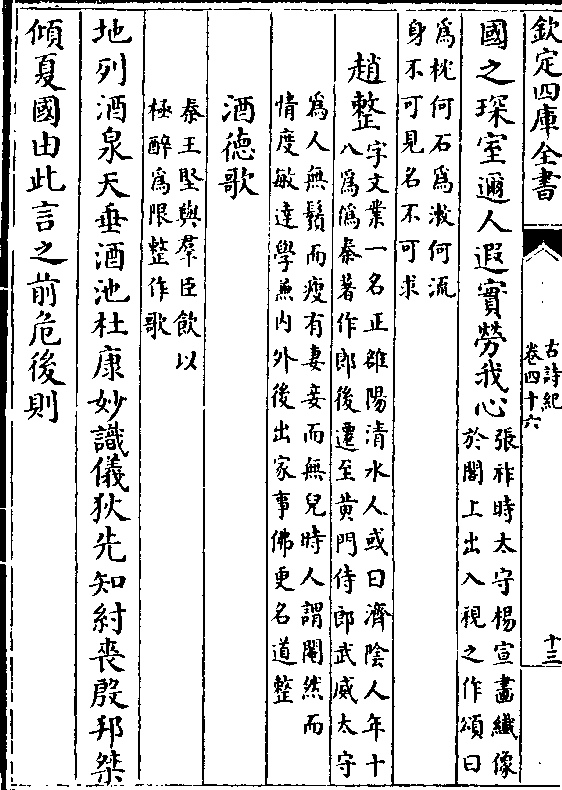 欽定四庫全書
古詩紀
卷四十六
十三
國之琛室邇人遐實勞我心
張祚時太守楊宣畫纎像
於閣上出入視之作頌曰
爲枕何石爲漱何流
身不可見名不可求
趙整
字文業一名正雒陽清水人或曰濟陰人年十
八爲僞秦著作郎後遷至黄門侍郎武威太守
爲人無鬚而瘦有妻妾而無兒時人謂閹然而
情度敏達學兼内外後出家事佛更名道整
酒德歌
秦王堅與羣臣飲以
極醉爲限整作歌
地列酒泉天垂酒池杜康妙識儀狄先知紂喪殷邦桀
傾夏國由此言之前危後則